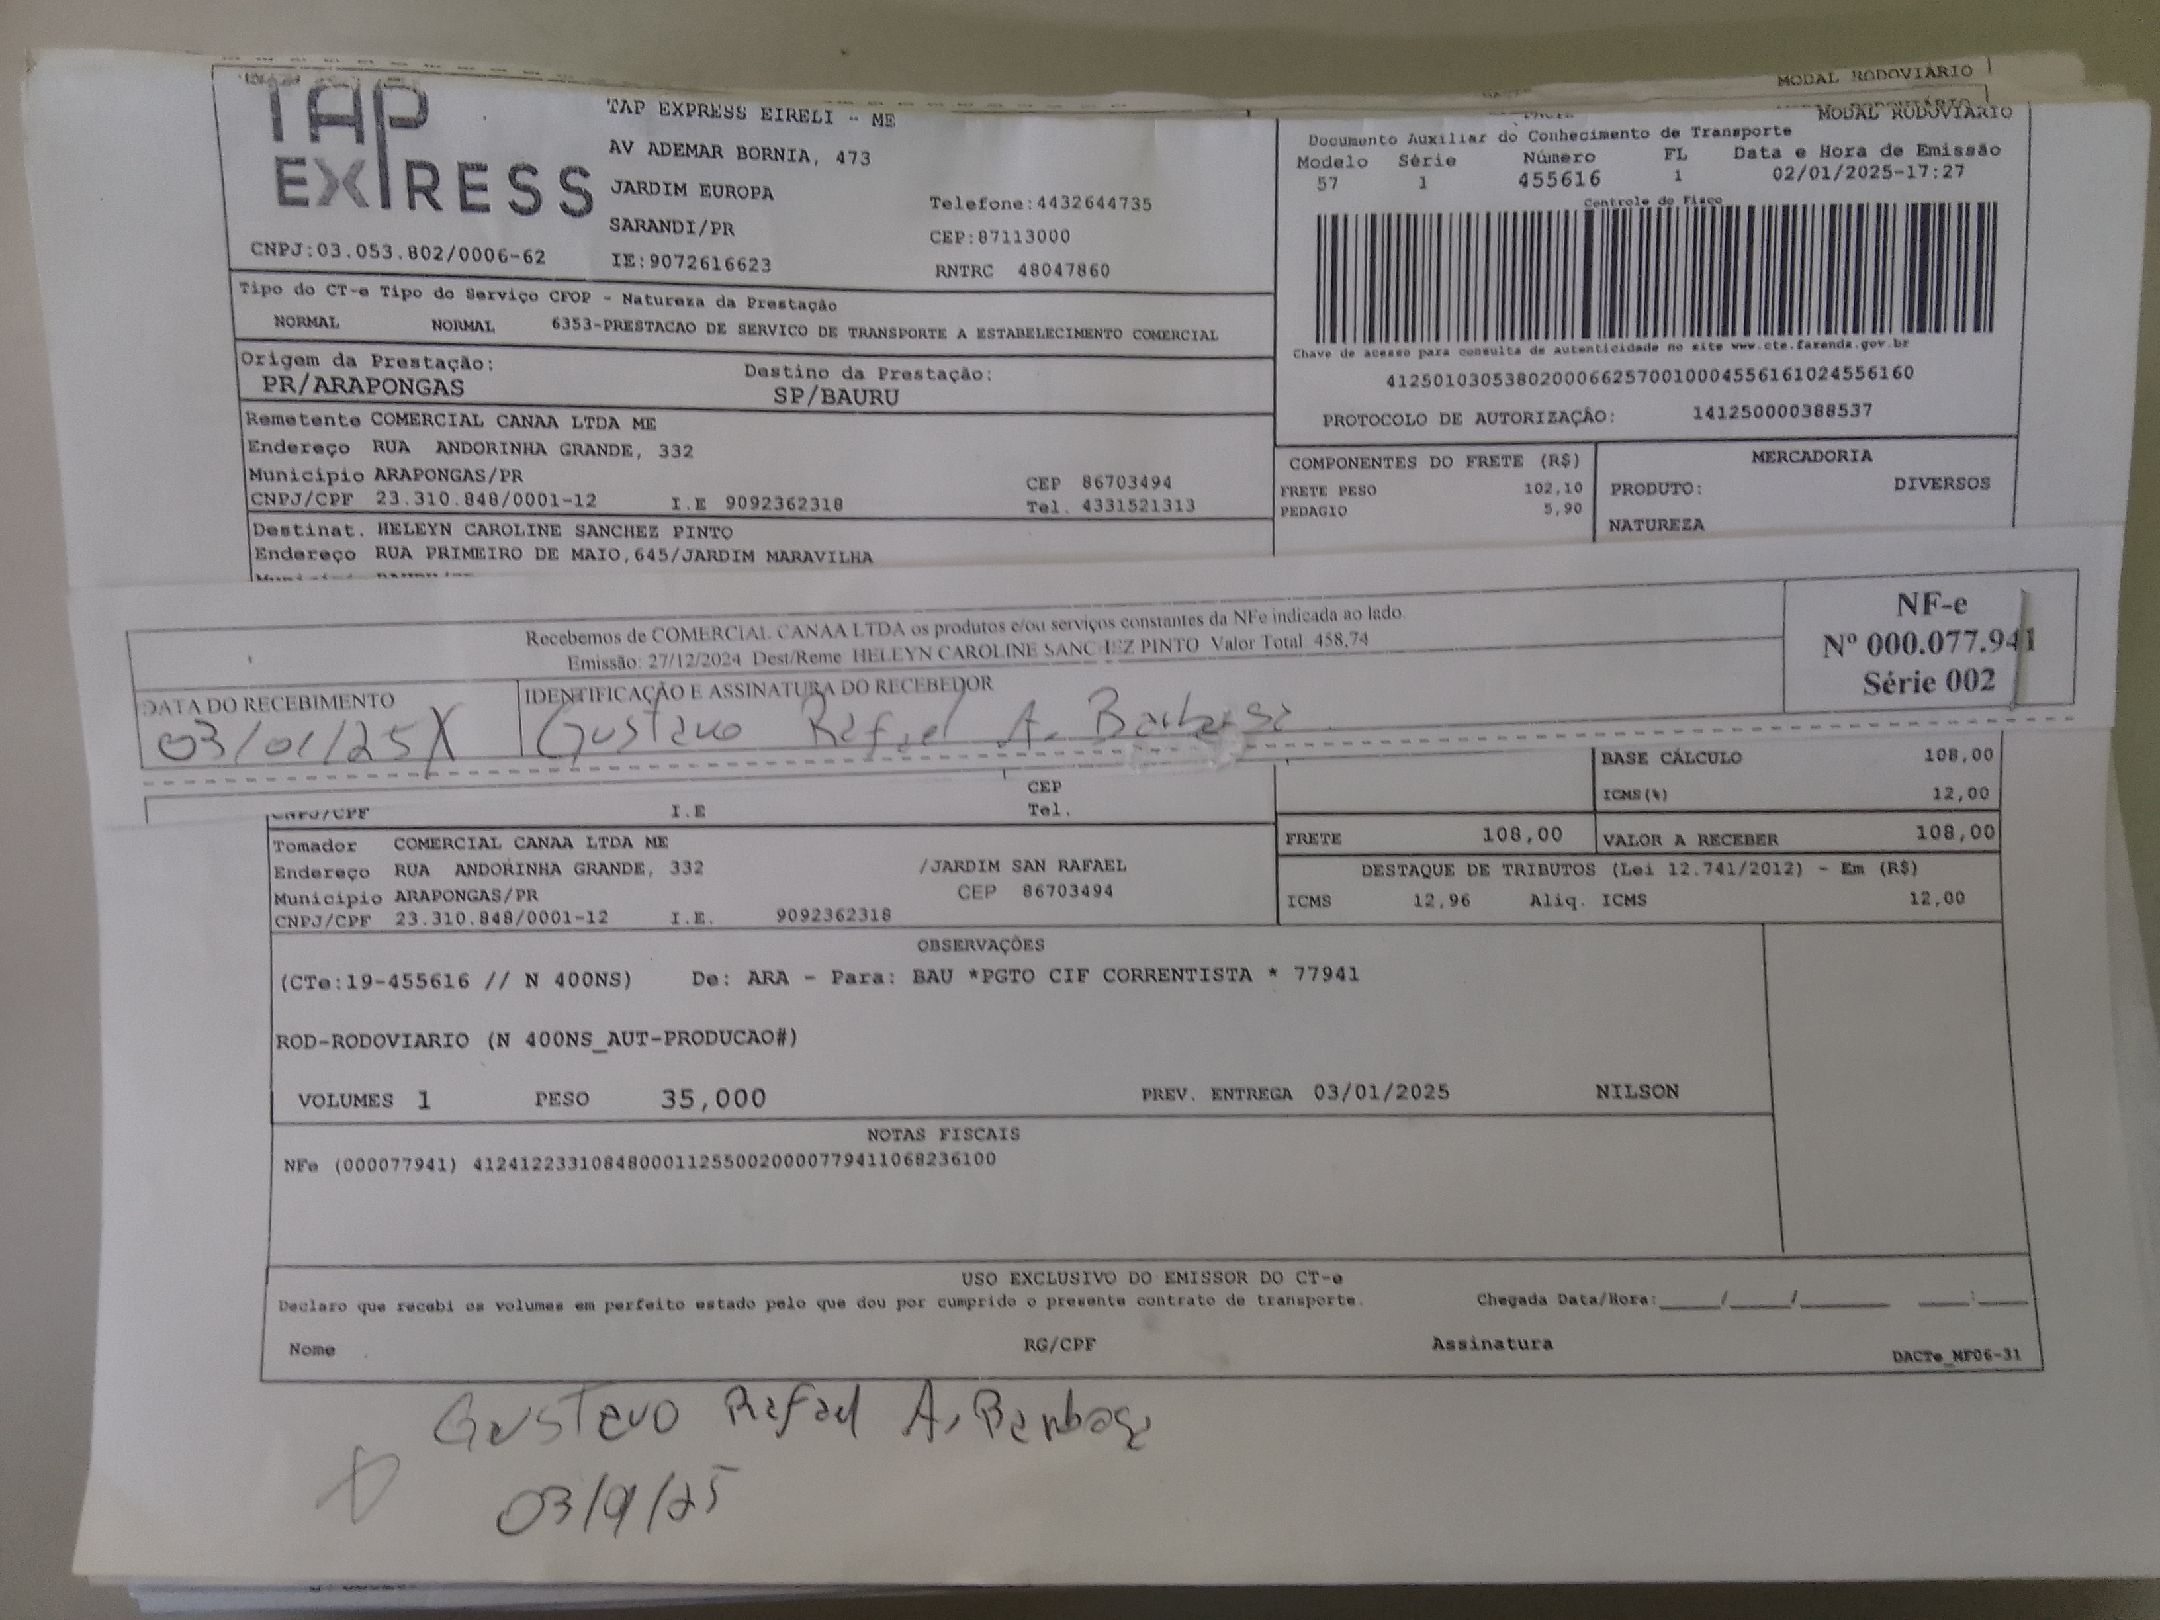 MODAL RODOVIÁRIO
MODAL RODOVIÁRIO
TAP EXPRESS
TAP EXPRESS EIRELI - ME
AV ADEMAR BORNIA, 473
JARDIM EUROPA
SARANDI/PR
Telefone:4432644735
CEP:87113000
CNPJ:03.053.802/0006-62
IE:9072616623
RNTRC 48047860
Documento Auxiliar do Conhecimento de Transporte
Modelo Série Número FL Data e Hora de Emissão
57 1 455616 1 02/01/2025-17:27
Controle do Fisco
Chave de acesso para consulta de autenticidade no site www.cte.fazenda.gov.br
41250103053802000662570010004556161024556160
PROTOCOLO DE AUTORIZAÇÃO: 141250000388537
Tipo do CT-e Tipo do Serviço CFOP - Natureza da Prestação
NORMAL NORMAL 6353-PRESTACAO DE SERVICO DE TRANSPORTE A ESTABELECIMENTO COMERCIAL
Origem da Prestação: Destino da Prestação:
PR/ARAPONGAS SP/BAURU
Remetente COMERCIAL CANAA LTDA ME
Endereço RUA ANDORINHA GRANDE, 332
Município ARAPONGAS/PR CEP 86703494
CNPJ/CPF 23.310.848/0001-12 I.E 9092362318 Tel. 4331521313
Destinat. HELEYN CAROLINE SANCHEZ PINTO
Endereço RUA PRIMEIRO DE MAIO,645/JARDIM MARAVILHA
COMPONENTES DO FRETE (R$)
FRETE PESO 102,10
PEDAGIO 5,90
MERCADORIA
PRODUTO: DIVERSOS
NATUREZA
Recebemos de COMERCIAL CANAA LTDA os produtos e/ou serviços constantes da NFe indicada ao lado.
Emissão: 27/12/2024 Dest/Reme HELEYN CAROLINE SANCHEZ PINTO Valor Total 458,74
NF-e
Nº 000.077.941
Série 002
DATA DO RECEBIMENTO IDENTIFICAÇÃO E ASSINATURA DO RECEBEDOR
03/01/25 X Gustavo Rafael A. Barbosa
CEP
CNPJ/CPF I.E Tel.
BASE CÁLCULO 108,00
ICMS(%) 12,00
Tomador COMERCIAL CANAA LTDA ME
Endereço RUA ANDORINHA GRANDE, 332 /JARDIM SAN RAFAEL
Município ARAPONGAS/PR CEP 86703494
CNPJ/CPF 23.310.848/0001-12 I.E. 9092362318
FRETE 108,00 VALOR A RECEBER 108,00
DESTAQUE DE TRIBUTOS (Lei 12.741/2012) - Em (R$)
ICMS 12,96 Aliq. ICMS 12,00
OBSERVAÇÕES
(CTe:19-455616 // N 400NS) De: ARA - Para: BAU *PGTO CIF CORRENTISTA * 77941
ROD-RODOVIARIO (N 400NS_AUT-PRODUCAO#)
VOLUMES 1 PESO 35,000 PREV. ENTREGA 03/01/2025 NILSON
NOTAS FISCAIS
NFe (000077941) 41241223310848000112550020000779411068236100
USO EXCLUSIVO DO EMISSOR DO CT-e
Declaro que recebi os volumes em perfeito estado pelo que dou por cumprido o presente contrato de transporte. Chegada Data/Hora:____/____/______ ___:___
Nome RG/CPF Assinatura
DACTe_NF06-31
Gustavo Rafael A. Barbosa
03/01/25